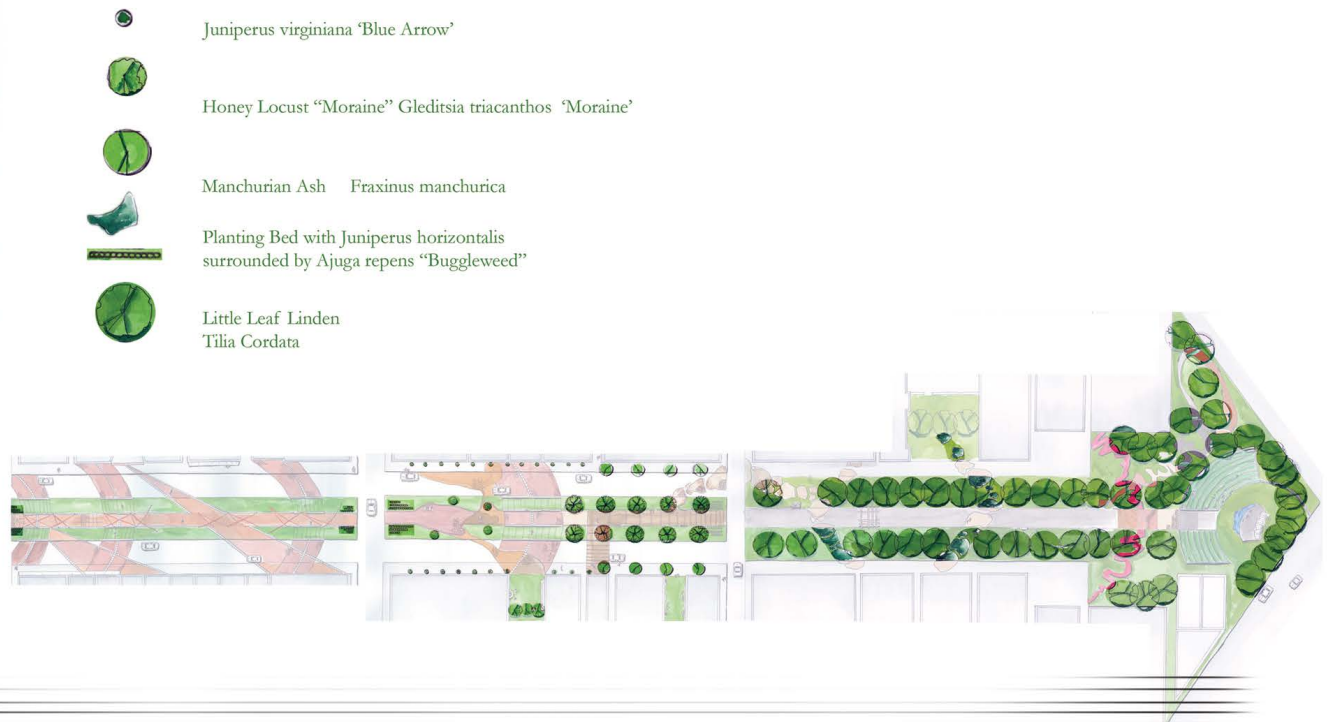 Juniperus virginiana ‘Blue Arrow’
Honey Locust “Moraine” Gleditsia triacanthos ‘Moraine’
Manchurian Ash Fraxinus manchurica
Planting Bed with Juniperus horizontalis
surrounded by Ajuga repens “Buggleweed”
Little Leaf Linden
Tilia Cordata